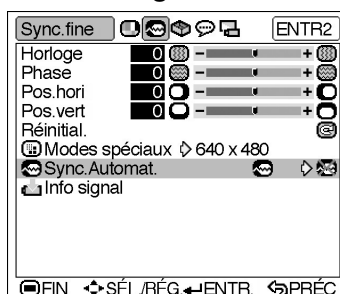 Sync.fine ENTR2
Horloge 0 - +
Phase 0 - +
Pos.hori 0 - +
Pos.vert 0 - +
Réinitial.
Modes spéciaux 640 x 480
Sync.Automat.
Info signal
FIN SÉL./RÉG ENTR. PRÉC